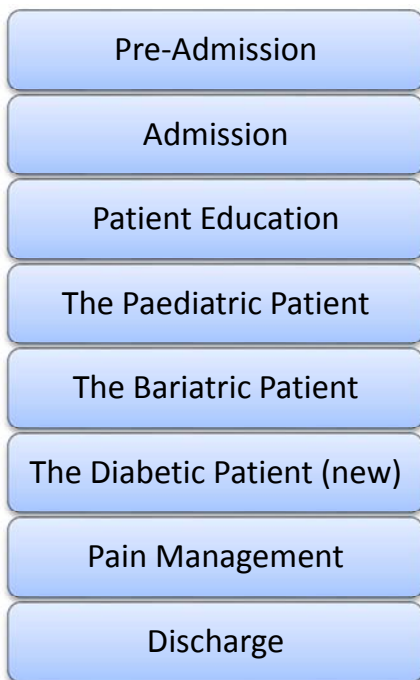 Pre-Admission
Admission
Patient Education
The Paediatric Patient
The Bariatric Patient
The Diabetic Patient (new)
Pain Management
Discharge